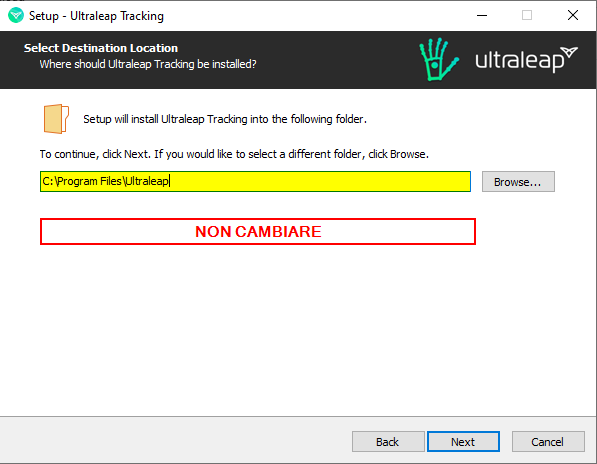 Setup - Ultraleap Tracking
Select Destination Location
Where should Ultraleap Tracking be installed?
ultraleap
Setup will install Ultraleap Tracking into the following folder.
To continue, click Next. If you would like to select a different folder, click Browse.
C:\Program Files\Ultraleap
Browse...
NON CAMBIARE
Back
Next
Cancel